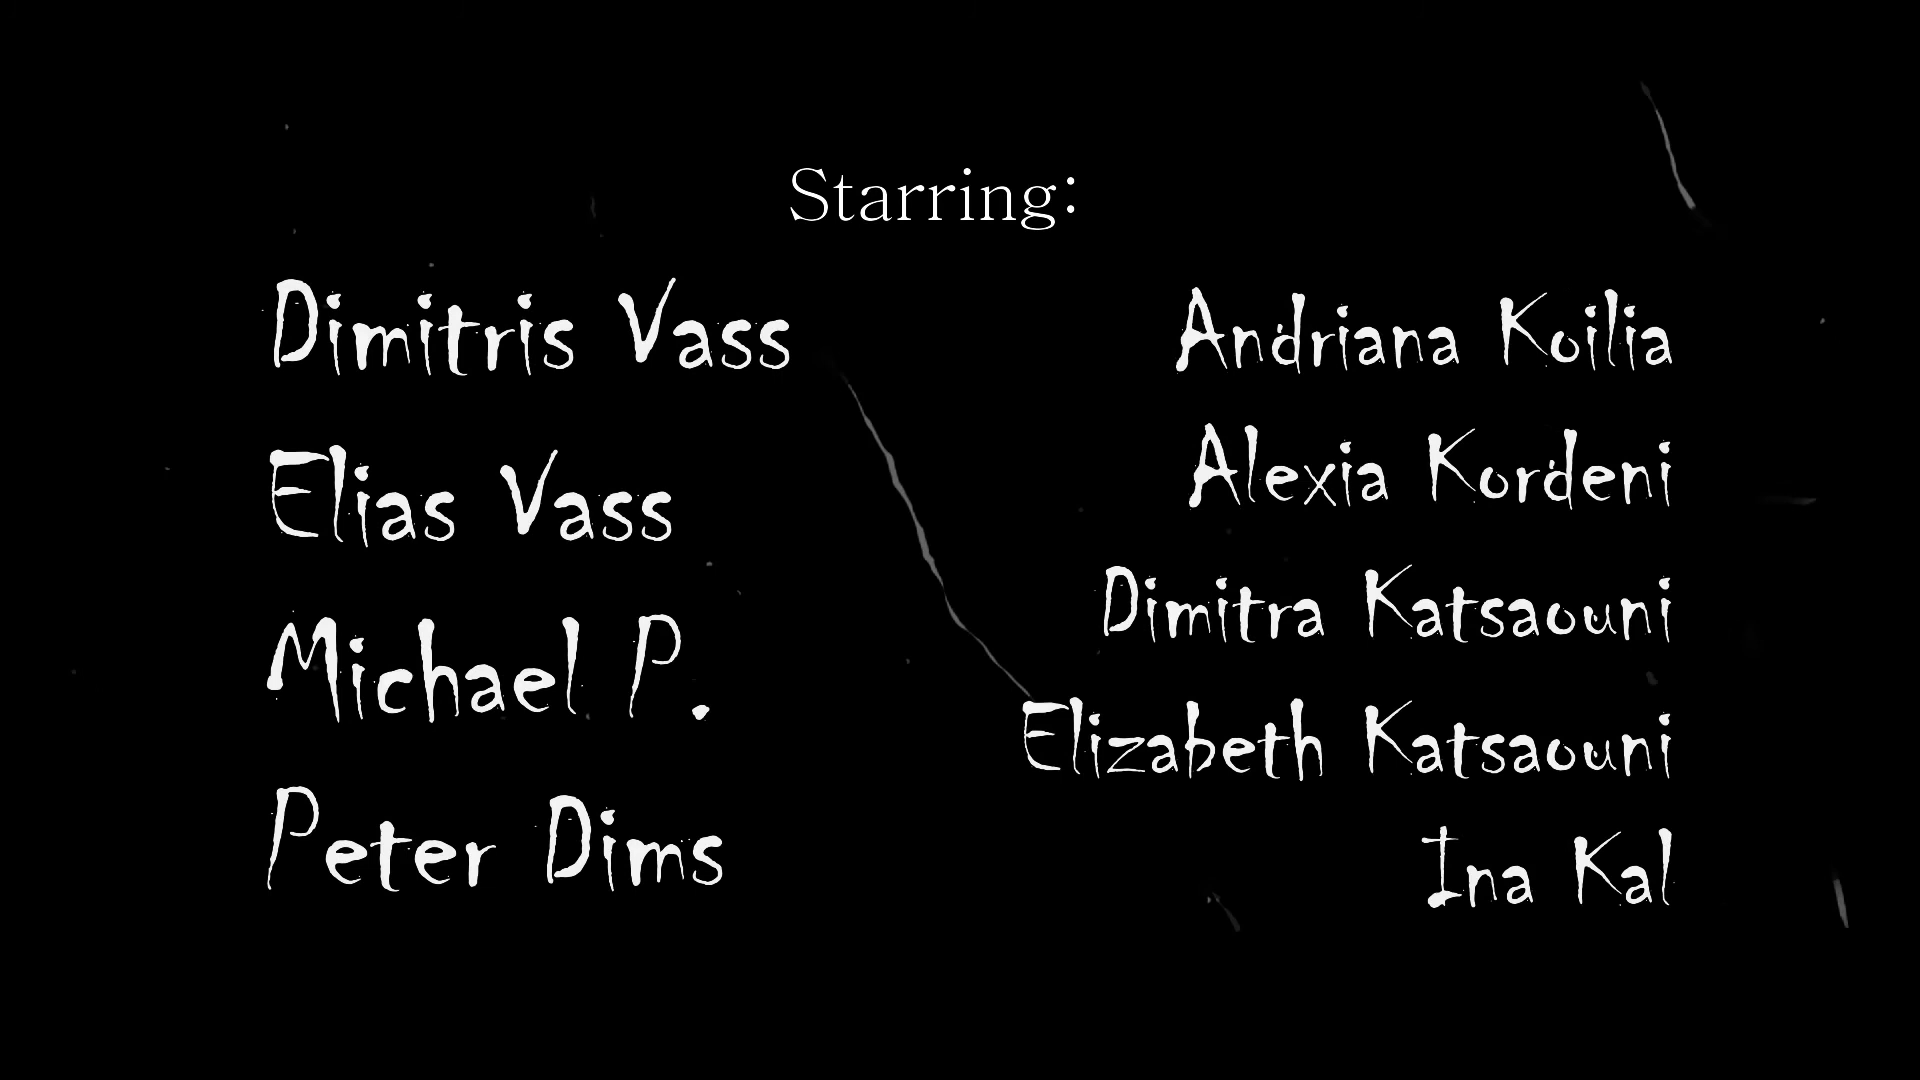 Starring:
Dimitris Vass
Elias Vass
Michael P.
Peter Dims
Andriana Koilia
Alexia Kordeni
Dimitra Katsaouni
Elizabeth Katsaouni
Ina Kal